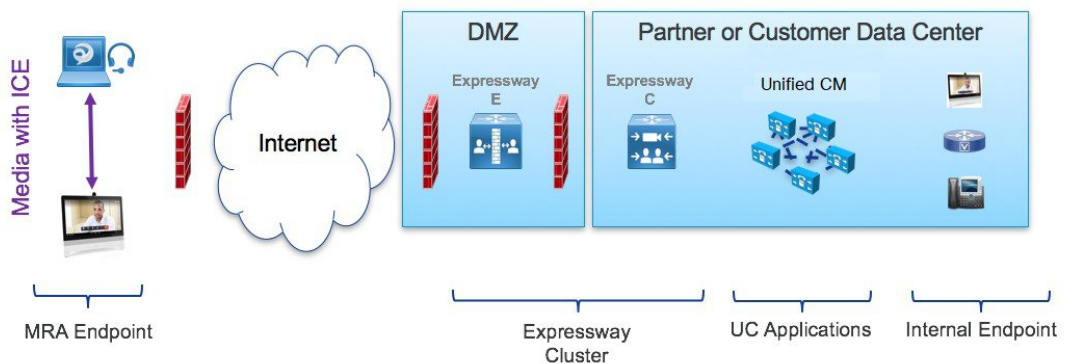 DMZ
Partner or Customer Data Center
Media with ICE
Expressway
E
Expressway
C
Unified CM
Internet
V
MRA Endpoint
Expressway
Cluster
UC Applications
Internal Endpoint